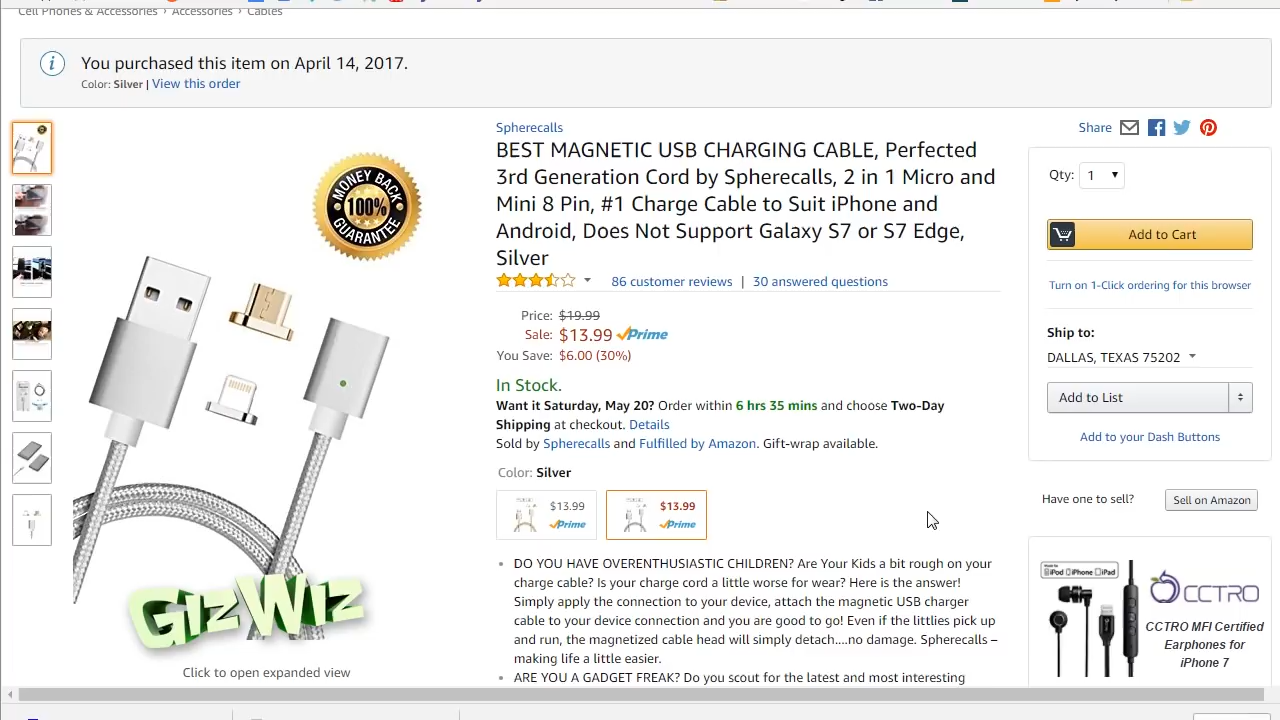 Cell Phones & Accessories › Accessories › Cables
You purchased this item on April 14, 2017.
Color: Silver | View this order
MONEY BACK
100%
GUARANTEE
GizWiz
Click to open expanded view
Spherecalls
BEST MAGNETIC USB CHARGING CABLE, Perfected
3rd Generation Cord by Spherecalls, 2 in 1 Micro and
Mini 8 Pin, #1 Charge Cable to Suit iPhone and
Android, Does Not Support Galaxy S7 or S7 Edge,
Silver
86 customer reviews | 30 answered questions
Price: $19.99
Sale: $13.99 Prime
You Save: $6.00 (30%)
In Stock.
Want it Saturday, May 20? Order within 6 hrs 35 mins and choose Two-Day
Shipping at checkout. Details
Sold by Spherecalls and Fulfilled by Amazon. Gift-wrap available.
Color: Silver
$13.99 $13.99
Prime Prime
• DO YOU HAVE OVERENTHUSIASTIC CHILDREN? Are Your Kids a bit rough on your
charge cable? Is your charge cord a little worse for wear? Here is the answer!
Simply apply the connection to your device, attach the magnetic USB charger
cable to your device connection and you are good to go! Even if the littlies pick up
and run, the magnetized cable head will simply detach....no damage. Spherecalls –
making life a little easier.
• ARE YOU A GADGET FREAK? Do you scout for the latest and most interesting
Share
Qty: 1
Add to Cart
Turn on 1-Click ordering for this browser
Ship to:
DALLAS, TEXAS 75202
Add to List
Add to your Dash Buttons
Have one to sell? Sell on Amazon
iPod iPhone iPad
CCTRO
CCTRO MFI Certified
Earphones for
iPhone 7